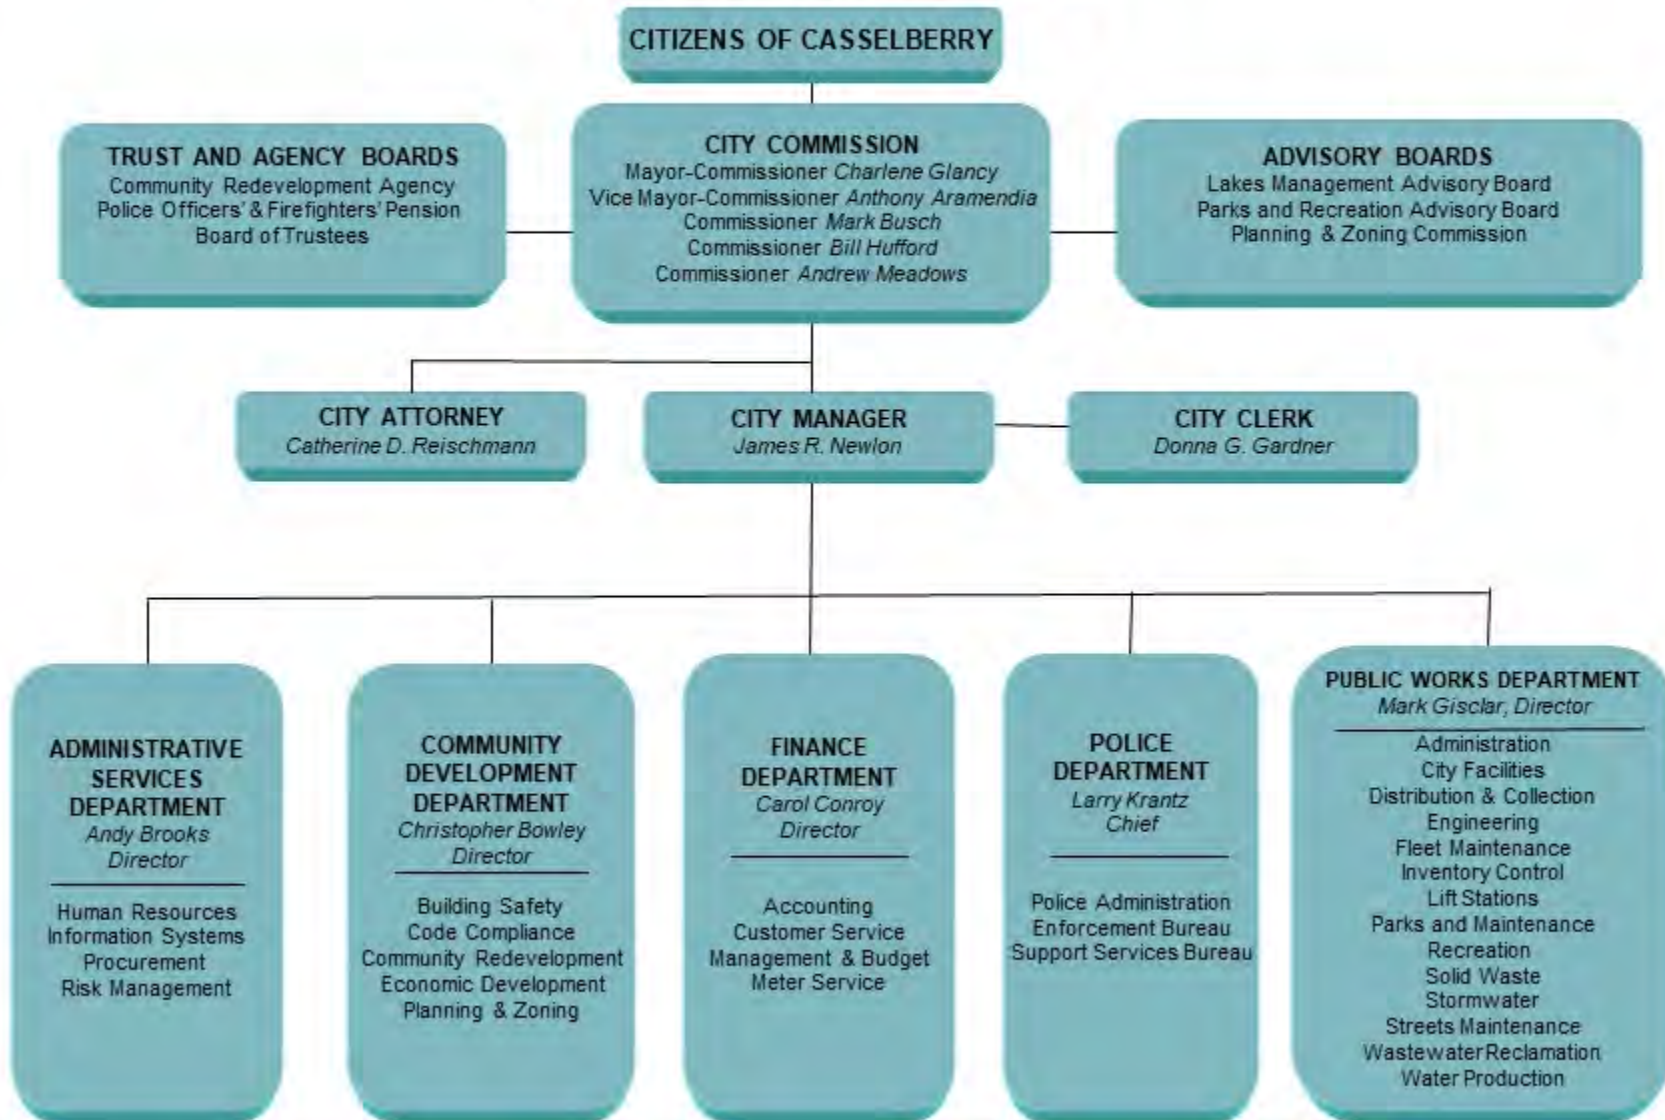 CITIZENS OF CASSELBERRY
TRUST AND AGENCY BOARDS
Community Redevelopment Agency
Police Officers' & Firefighters' Pension
Board of Trustees
CITY COMMISSION
Mayor-Commissioner Charlene Glancy
Vice Mayor-Commissioner Anthony Aramendia
Commissioner Mark Busch
Commissioner Bill Hufford
Commissioner Andrew Meadows
ADVISORY BOARDS
Lakes Management Advisory Board
Parks and Recreation Advisory Board
Planning & Zoning Commission
CITY ATTORNEY
Catherine D. Reischmann
CITY MANAGER
James R. Newlon
CITY CLERK
Donna G. Gardner
ADMINISTRATIVE
SERVICES
DEPARTMENT
Andy Brooks
Director
Human Resources
Information Systems
Procurement
Risk Management
COMMUNITY
DEVELOPMENT
DEPARTMENT
Christopher Bowley
Director
Building Safety
Code Compliance
Community Redevelopment
Economic Development
Planning & Zoning
FINANCE
DEPARTMENT
Carol Conroy
Director
Accounting
Customer Service
Management & Budget
Meter Service
POLICE
DEPARTMENT
Larry Krantz
Chief
Police Administration
Enforcement Bureau
Support Services Bureau
PUBLIC WORKS DEPARTMENT
Mark Gisclar, Director
Administration
City Facilities
Distribution & Collection
Engineering
Fleet Maintenance
Inventory Control
Lift Stations
Parks and Maintenance
Recreation
Solid Waste
Stormwater
Streets Maintenance
Wastewater Reclamation
Water Production